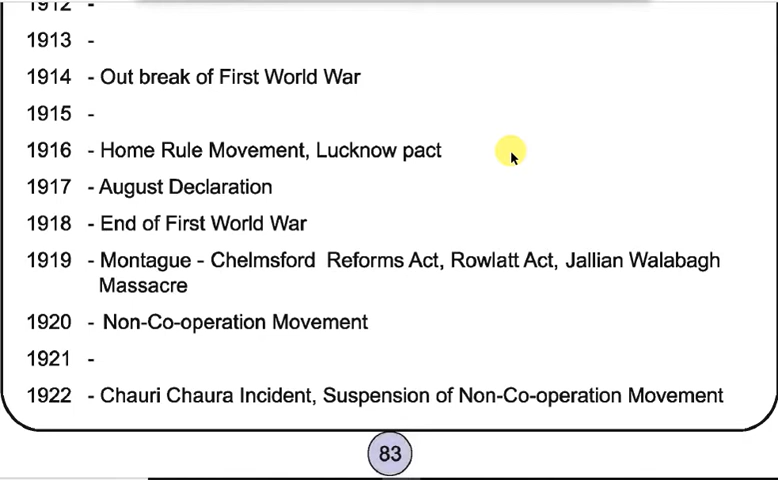 1912 -
1913 -
1914 - Out break of First World War
1915 -
1916 - Home Rule Movement, Lucknow pact
1917 - August Declaration
1918 - End of First World War
1919 - Montague - Chelmsford Reforms Act, Rowlatt Act, Jallian Walabagh
Massacre
1920 - Non-Co-operation Movement
1921 -
1922 - Chauri Chaura Incident, Suspension of Non-Co-operation Movement
83